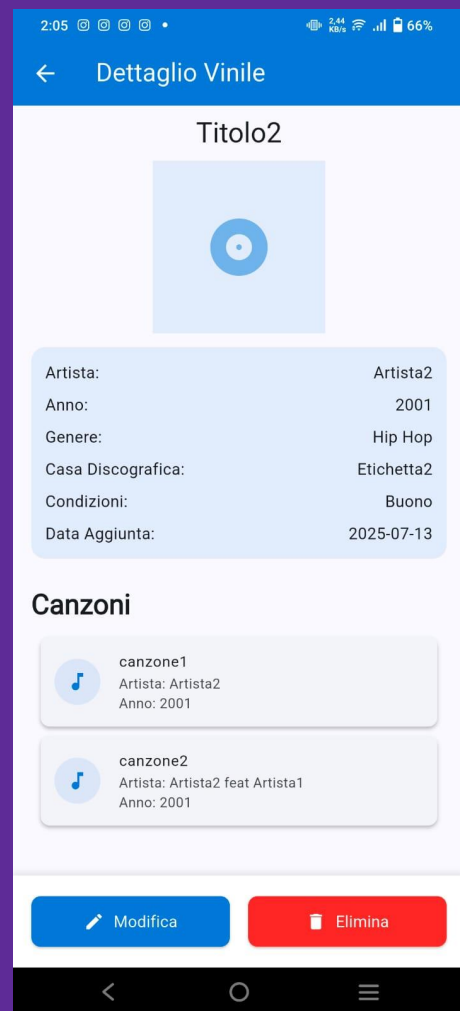 2:05 2,44 KB/s 66%
Dettaglio Vinile
Titolo2
Artista: Artista2
Anno: 2001
Genere: Hip Hop
Casa Discografica: Etichetta2
Condizioni: Buono
Data Aggiunta: 2025-07-13
Canzoni
canzone1
Artista: Artista2
Anno: 2001
canzone2
Artista: Artista2 feat Artista1
Anno: 2001
Modifica Elimina